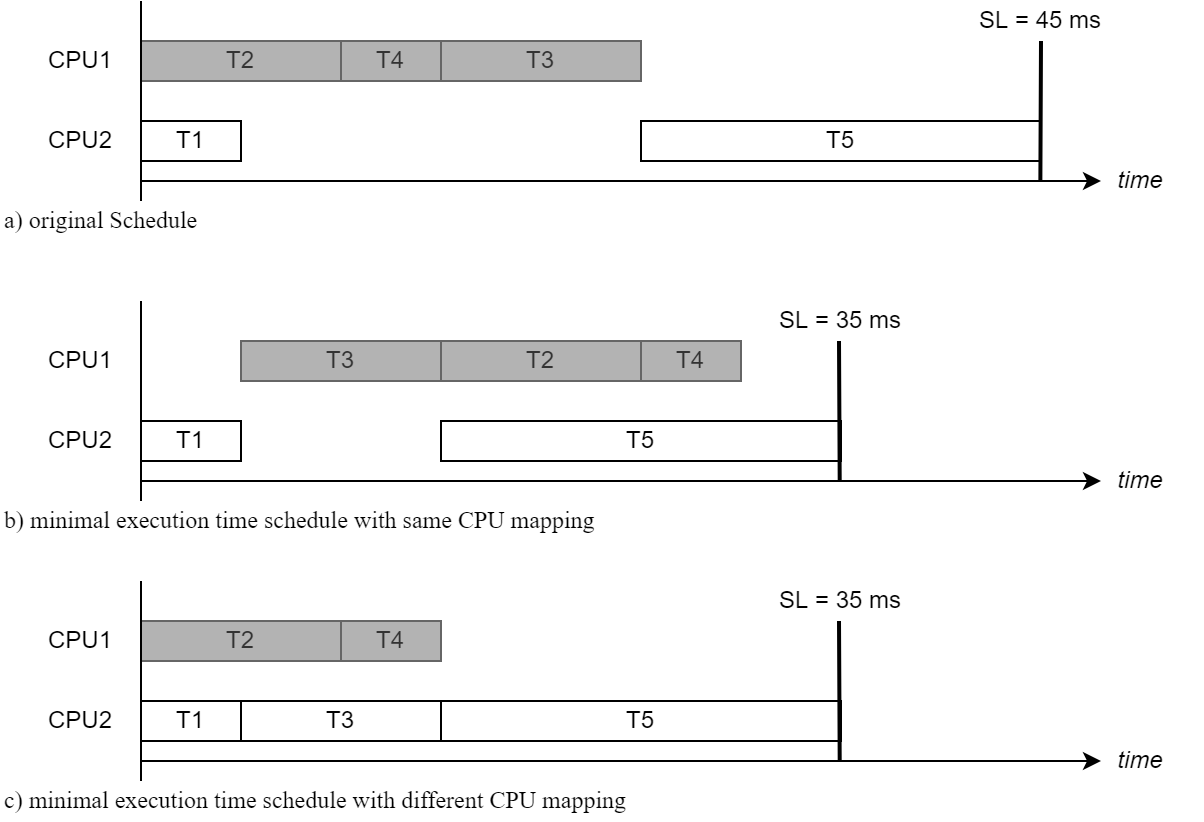 SL = 45 ms
CPU1 T2 T4 T3
CPU2 T1 T5
time
a) original Schedule
SL = 35 ms
CPU1 T3 T2 T4
CPU2 T1 T5
time
b) minimal execution time schedule with same CPU mapping
SL = 35 ms
CPU1 T2 T4
CPU2 T1 T3 T5
time
c) minimal execution time schedule with different CPU mapping